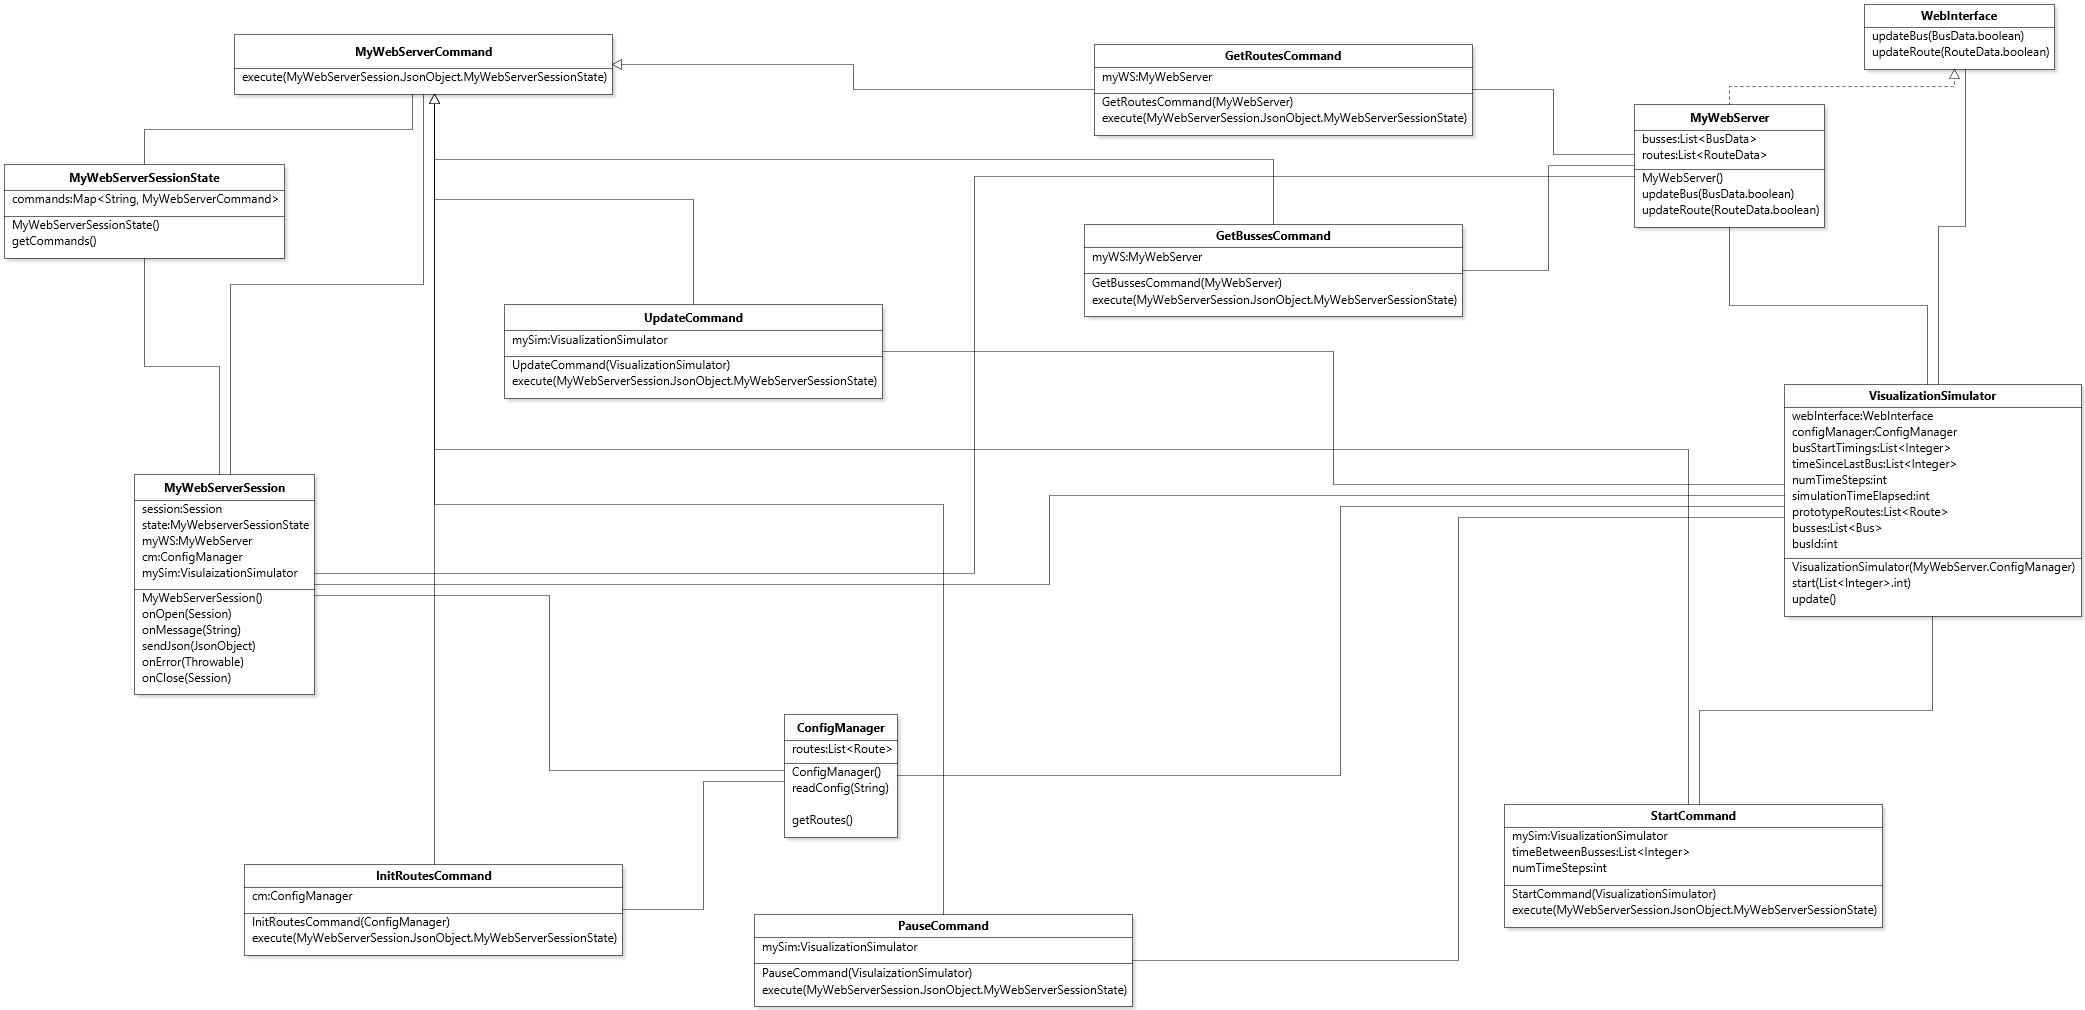 WebInterface
updateBus(BusData.boolean)
updateRoute(RouteData.boolean)
MyWebServerCommand
execute(MyWebServerSession.JsonObject.MyWebServerSessionState)
GetRoutesCommand
myWS:MyWebServer
GetRoutesCommand(MyWebServer)
execute(MyWebServerSession.JsonObject.MyWebServerSessionState)
MyWebServer
busses:List<BusData>
routes:List<RouteData>
MyWebServer()
updateBus(BusData.boolean)
updateRoute(RouteData.boolean)
MyWebServerSessionState
commands:Map<String, MyWebServerCommand>
MyWebServerSessionState()
getCommands()
GetBussesCommand
myWS:MyWebServer
GetBussesCommand(MyWebServer)
execute(MyWebServerSession.JsonObject.MyWebServerSessionState)
UpdateCommand
mySim:VisualizationSimulator
UpdateCommand(VisualizationSimulator)
execute(MyWebServerSession.JsonObject.MyWebServerSessionState)
VisualizationSimulator
webInterface:WebInterface
configManager:ConfigManager
busStartTimings:List<Integer>
timeSinceLastBus:List<Integer>
numTimeSteps:int
simulationTimeElapsed:int
prototypeRoutes:List<Route>
busses:List<Bus>
busId:int
VisualizationSimulator(MyWebServer.ConfigManager)
start(List<Integer>.int)
update()
MyWebServerSession
session:Session
state:MyWebserverSessionState
myWS:MyWebServer
cm:ConfigManager
mySim:VisulaizationSimulator
MyWebServerSession()
onOpen(Session)
onMessage(String)
sendJson(JsonObject)
onError(Throwable)
onClose(Session)
ConfigManager
routes:List<Route>
ConfigManager()
readConfig(String)
getRoutes()
StartCommand
mySim:VisualizationSimulator
timeBetweenBusses:List<Integer>
numTimeSteps:int
StartCommand(VisualizationSimulator)
execute(MyWebServerSession.JsonObject.MyWebServerSessionState)
InitRoutesCommand
cm:ConfigManager
InitRoutesCommand(ConfigManager)
execute(MyWebServerSession.JsonObject.MyWebServerSessionState)
PauseCommand
mySim:VisualizationSimulator
PauseCommand(VisulaizationSimulator)
execute(MyWebServerSession.JsonObject.MyWebServerSessionState)